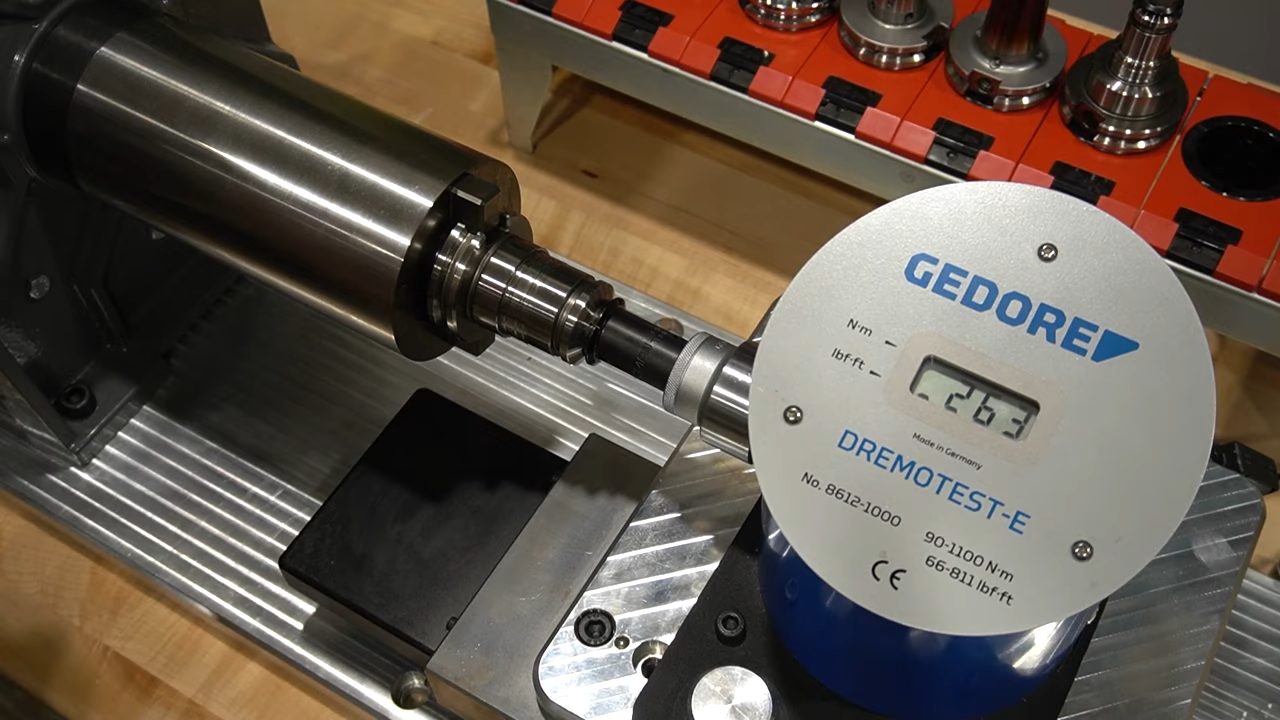 GEDORE
N·m
lbf·ft
263
Made in Germany
DREMOTEST-E
No. 8612-1000
90-1100 N·m
66-811 lbf·ft
CE